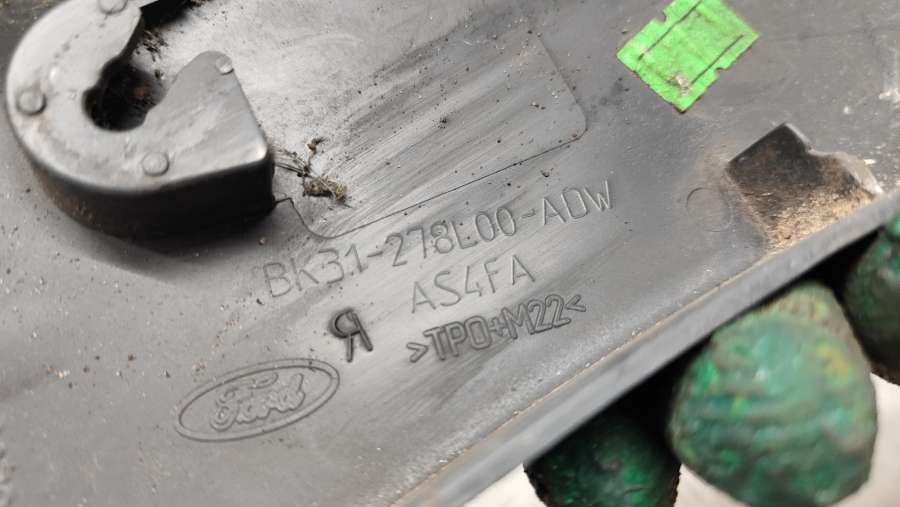 BK31-278L00-ADW
AS4FA
Я
>TPO+M22<
Ford